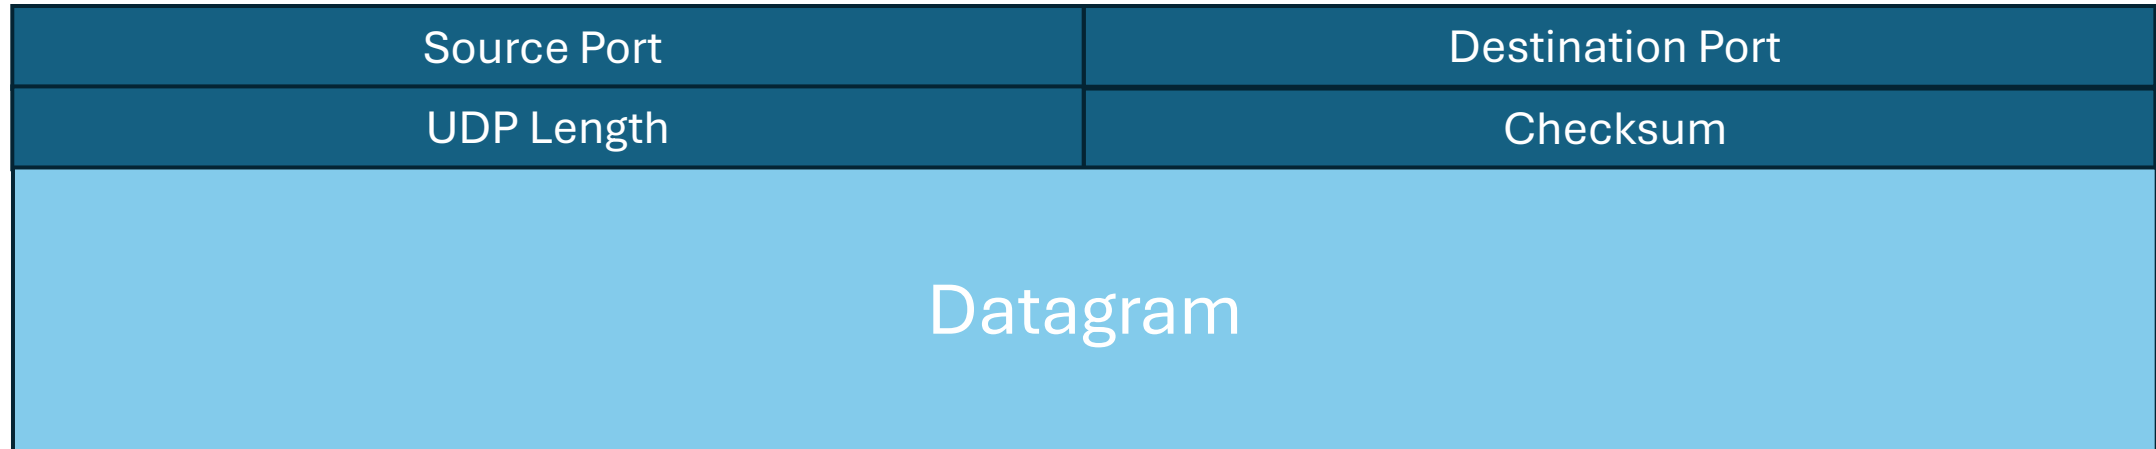 Source Port
Destination Port
UDP Length
Checksum
Datagram